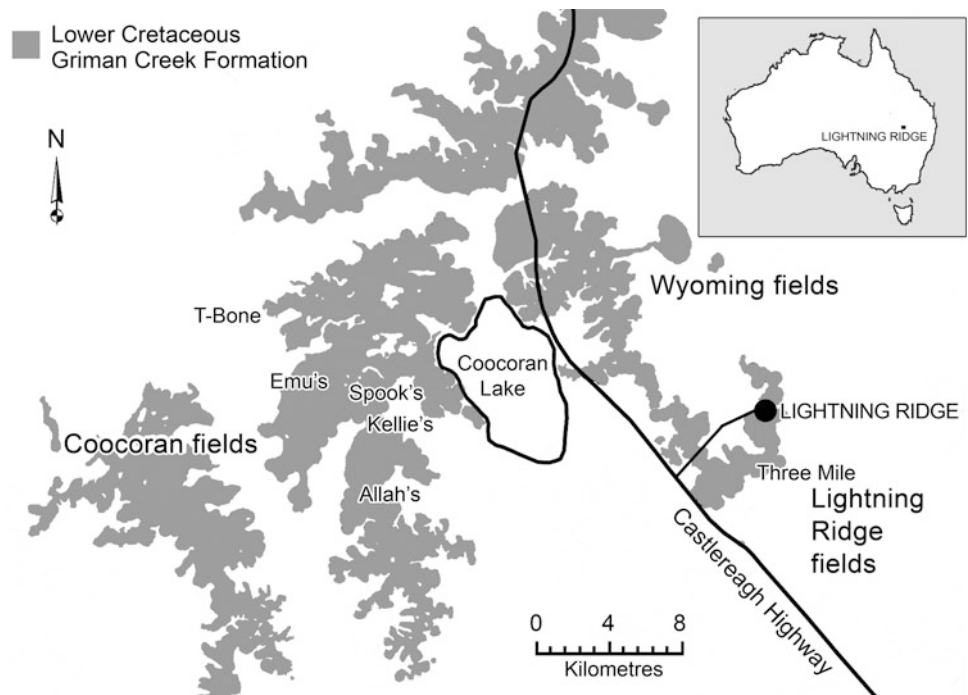 Lower Cretaceous
Griman Creek Formation
N
LIGHTNING RIDGE
Wyoming fields
T-Bone
Coocoran
Lake
Emu's
Spook's
Kellie's
LIGHTNING RIDGE
Coocoran fields
Three Mile
Allah's
Lightning
Ridge
fields
Castlereagh Highway
0 4 8
Kilometres